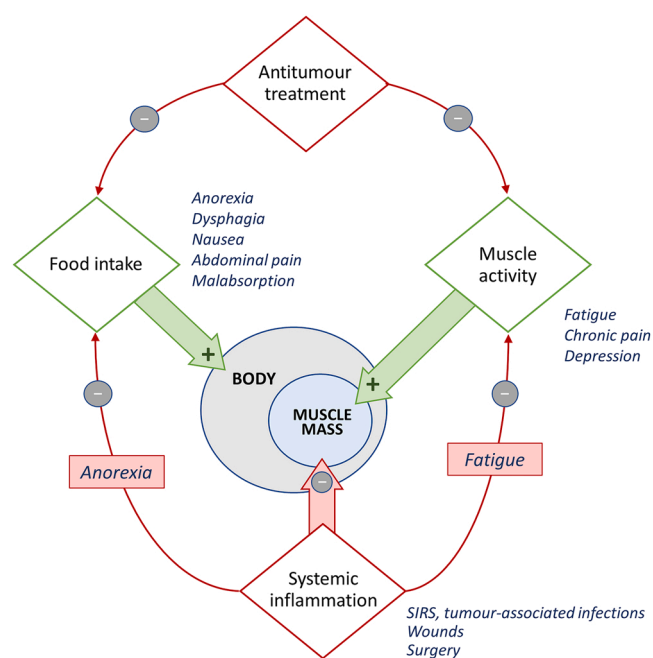 Antitumour
treatment
–
–
Anorexia
Dysphagia
Nausea
Abdominal pain
Malabsorption
Food intake
Muscle
activity
Fatigue
Chronic pain
Depression
+
+
BODY
MUSCLE
MASS
–
–
Anorexia
Fatigue
–
Systemic
inflammation
SIRS, tumour-associated infections
Wounds
Surgery